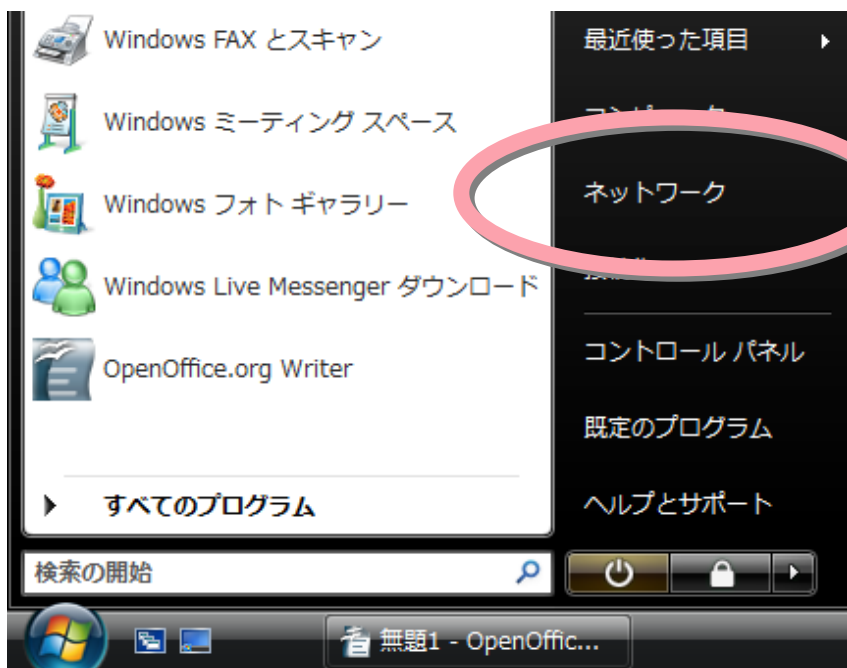 Windows FAX とスキャン
Windows ミーティング スペース
Windows フォト ギャラリー
Windows Live Messenger ダウンロード
OpenOffice.org Writer
すべてのプログラム
検索の開始
最近使った項目
ネットワーク
コントロール パネル
既定のプログラム
ヘルプとサポート
無題1 - OpenOffic...